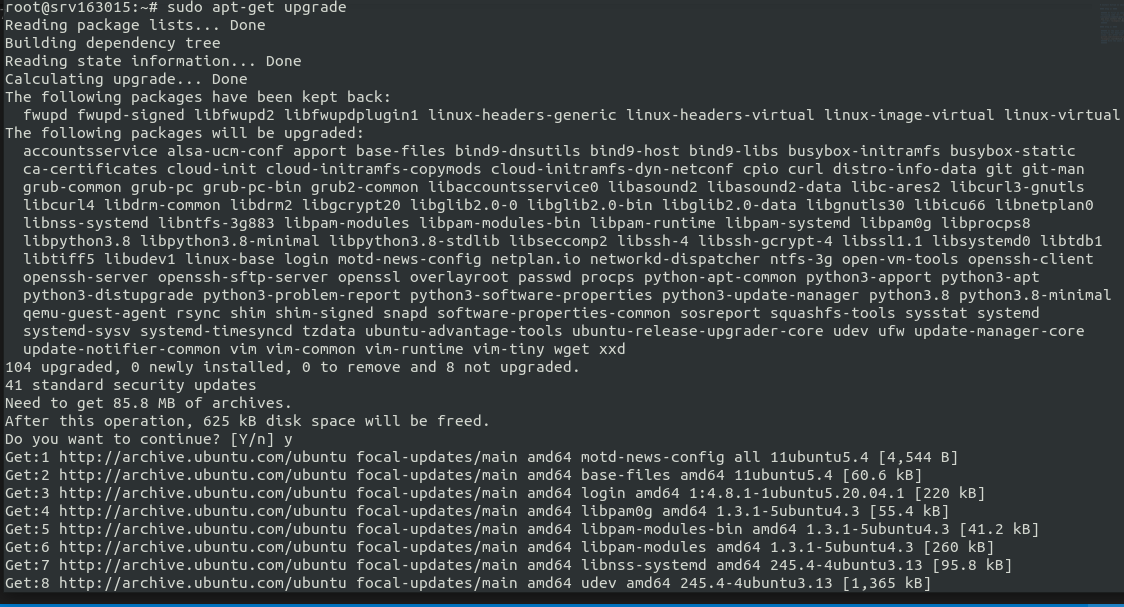 root@srv163015:~# sudo apt-get upgrade
Reading package lists... Done
Building dependency tree
Reading state information... Done
Calculating upgrade... Done
The following packages have been kept back:
  fwupd fwupd-signed libfwupd2 libfwupdplugin1 linux-headers-generic linux-headers-virtual linux-image-virtual linux-virtual
The following packages will be upgraded:
  accountsservice alsa-ucm-conf apport base-files bind9-dnsutils bind9-host bind9-libs busybox-initramfs busybox-static
  ca-certificates cloud-init cloud-initramfs-copymods cloud-initramfs-dyn-netconf cpio curl distro-info-data git git-man
  grub-common grub-pc grub-pc-bin grub2-common libaccountsservice0 libasound2 libasound2-data libc-ares2 libcurl3-gnutls
  libcurl4 libdrm-common libdrm2 libgcrypt20 libglib2.0-0 libglib2.0-bin libglib2.0-data libgnutls30 libicu66 libnetplan0
  libnss-systemd libntfs-3g883 libpam-modules libpam-modules-bin libpam-runtime libpam-systemd libpam0g libprocps8
  libpython3.8 libpython3.8-minimal libpython3.8-stdlib libseccomp2 libssh-4 libssh-gcrypt-4 libssl1.1 libsystemd0 libtdb1
  libtiff5 libudev1 linux-base login motd-news-config netplan.io networkd-dispatcher ntfs-3g open-vm-tools openssh-client
  openssh-server openssh-sftp-server openssl overlayroot passwd procps python-apt-common python3-apport python3-apt
  python3-distupgrade python3-problem-report python3-software-properties python3-update-manager python3.8 python3.8-minimal
  qemu-guest-agent rsync shim shim-signed snapd software-properties-common sosreport squashfs-tools sysstat systemd
  systemd-sysv systemd-timesyncd tzdata ubuntu-advantage-tools ubuntu-release-upgrader-core udev ufw update-manager-core
  update-notifier-common vim vim-common vim-runtime vim-tiny wget xxd
104 upgraded, 0 newly installed, 0 to remove and 8 not upgraded.
41 standard security updates
Need to get 85.8 MB of archives.
After this operation, 625 kB disk space will be freed.
Do you want to continue? [Y/n] y
Get:1 http://archive.ubuntu.com/ubuntu focal-updates/main amd64 motd-news-config all 11ubuntu5.4 [4,544 B]
Get:2 http://archive.ubuntu.com/ubuntu focal-updates/main amd64 base-files amd64 11ubuntu5.4 [60.6 kB]
Get:3 http://archive.ubuntu.com/ubuntu focal-updates/main amd64 login amd64 1:4.8.1-1ubuntu5.20.04.1 [220 kB]
Get:4 http://archive.ubuntu.com/ubuntu focal-updates/main amd64 libpam0g amd64 1.3.1-5ubuntu4.3 [55.4 kB]
Get:5 http://archive.ubuntu.com/ubuntu focal-updates/main amd64 libpam-modules-bin amd64 1.3.1-5ubuntu4.3 [41.2 kB]
Get:6 http://archive.ubuntu.com/ubuntu focal-updates/main amd64 libpam-modules amd64 1.3.1-5ubuntu4.3 [260 kB]
Get:7 http://archive.ubuntu.com/ubuntu focal-updates/main amd64 libnss-systemd amd64 245.4-4ubuntu3.13 [95.8 kB]
Get:8 http://archive.ubuntu.com/ubuntu focal-updates/main amd64 udev amd64 245.4-4ubuntu3.13 [1,365 kB]